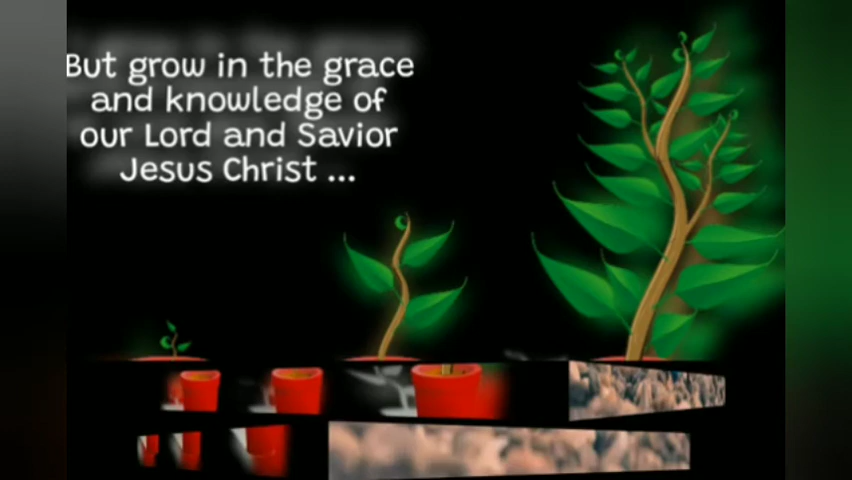 But grow in the grace
and knowledge of
our Lord and Savior
Jesus Christ ...